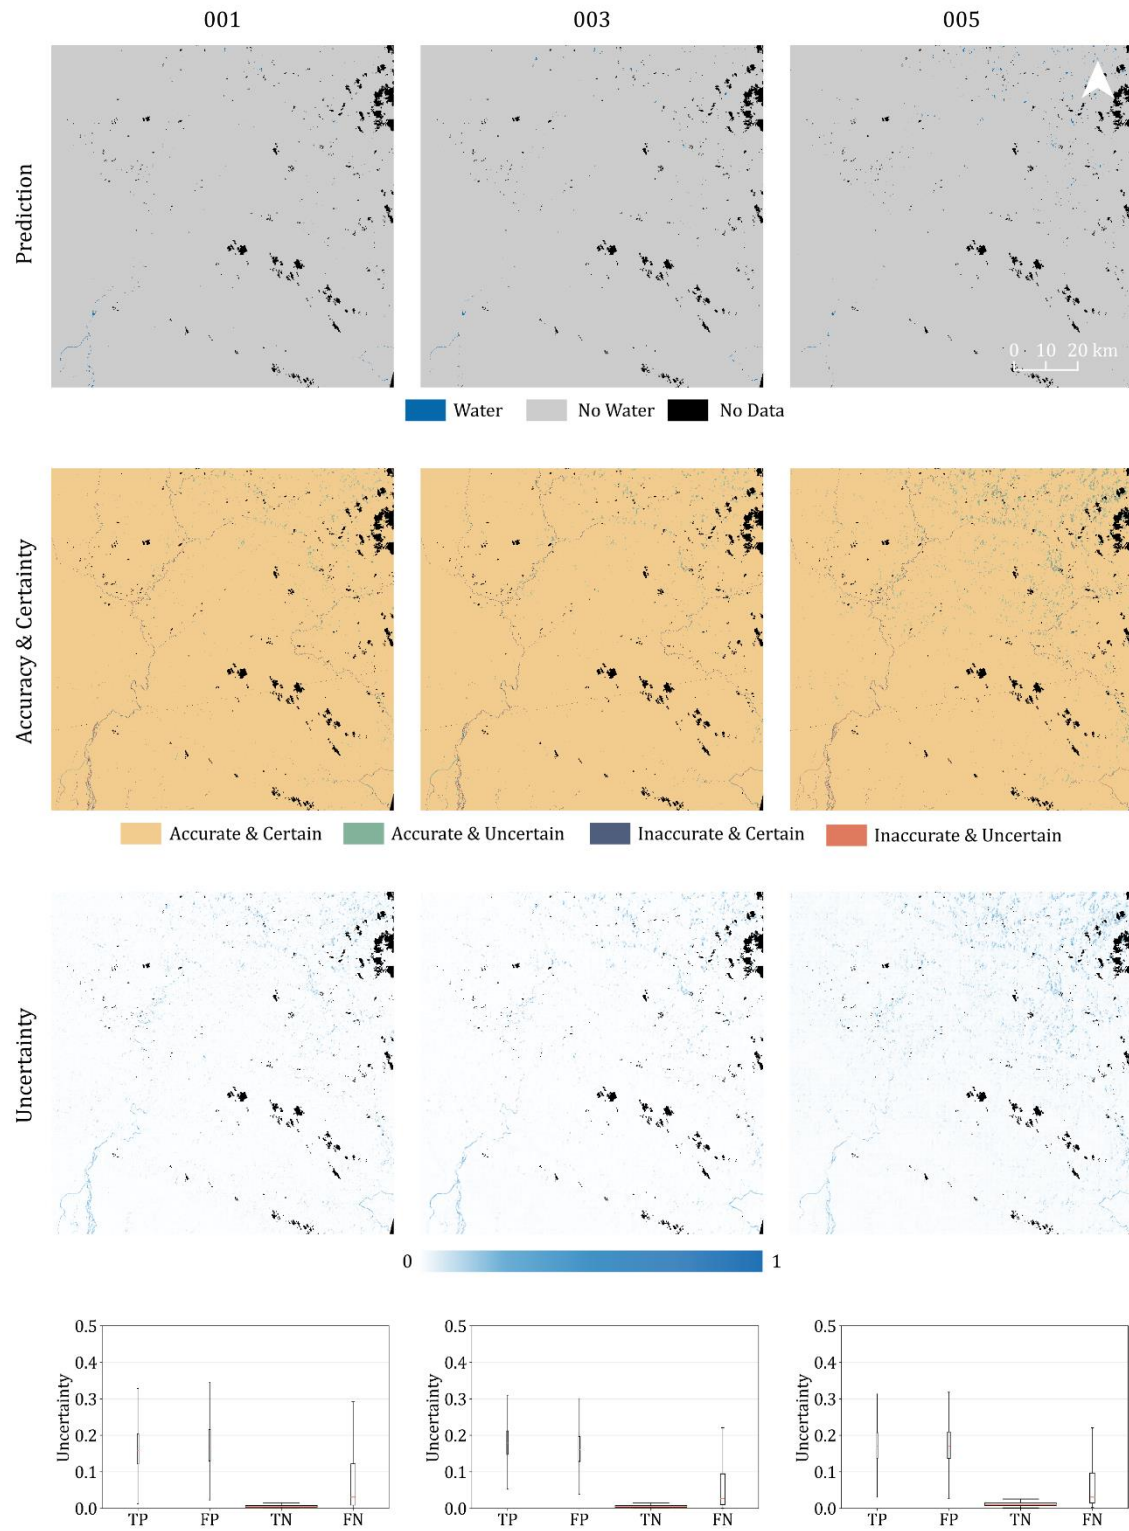 001 003 005
Prediction
0 10 20 km
Water No Water No Data
Accuracy & Certainty
Accurate & Certain Accurate & Uncertain Inaccurate & Certain Inaccurate & Uncertain
Uncertainty
0 1
0.5 0.5 0.5
0.4 0.4 0.4
0.3 0.3 0.3
0.2 0.2 0.2
0.1 0.1 0.1
0.0 0.0 0.0
Uncertainty Uncertainty Uncertainty
TP FP TN FN TP FP TN FN TP FP TN FN